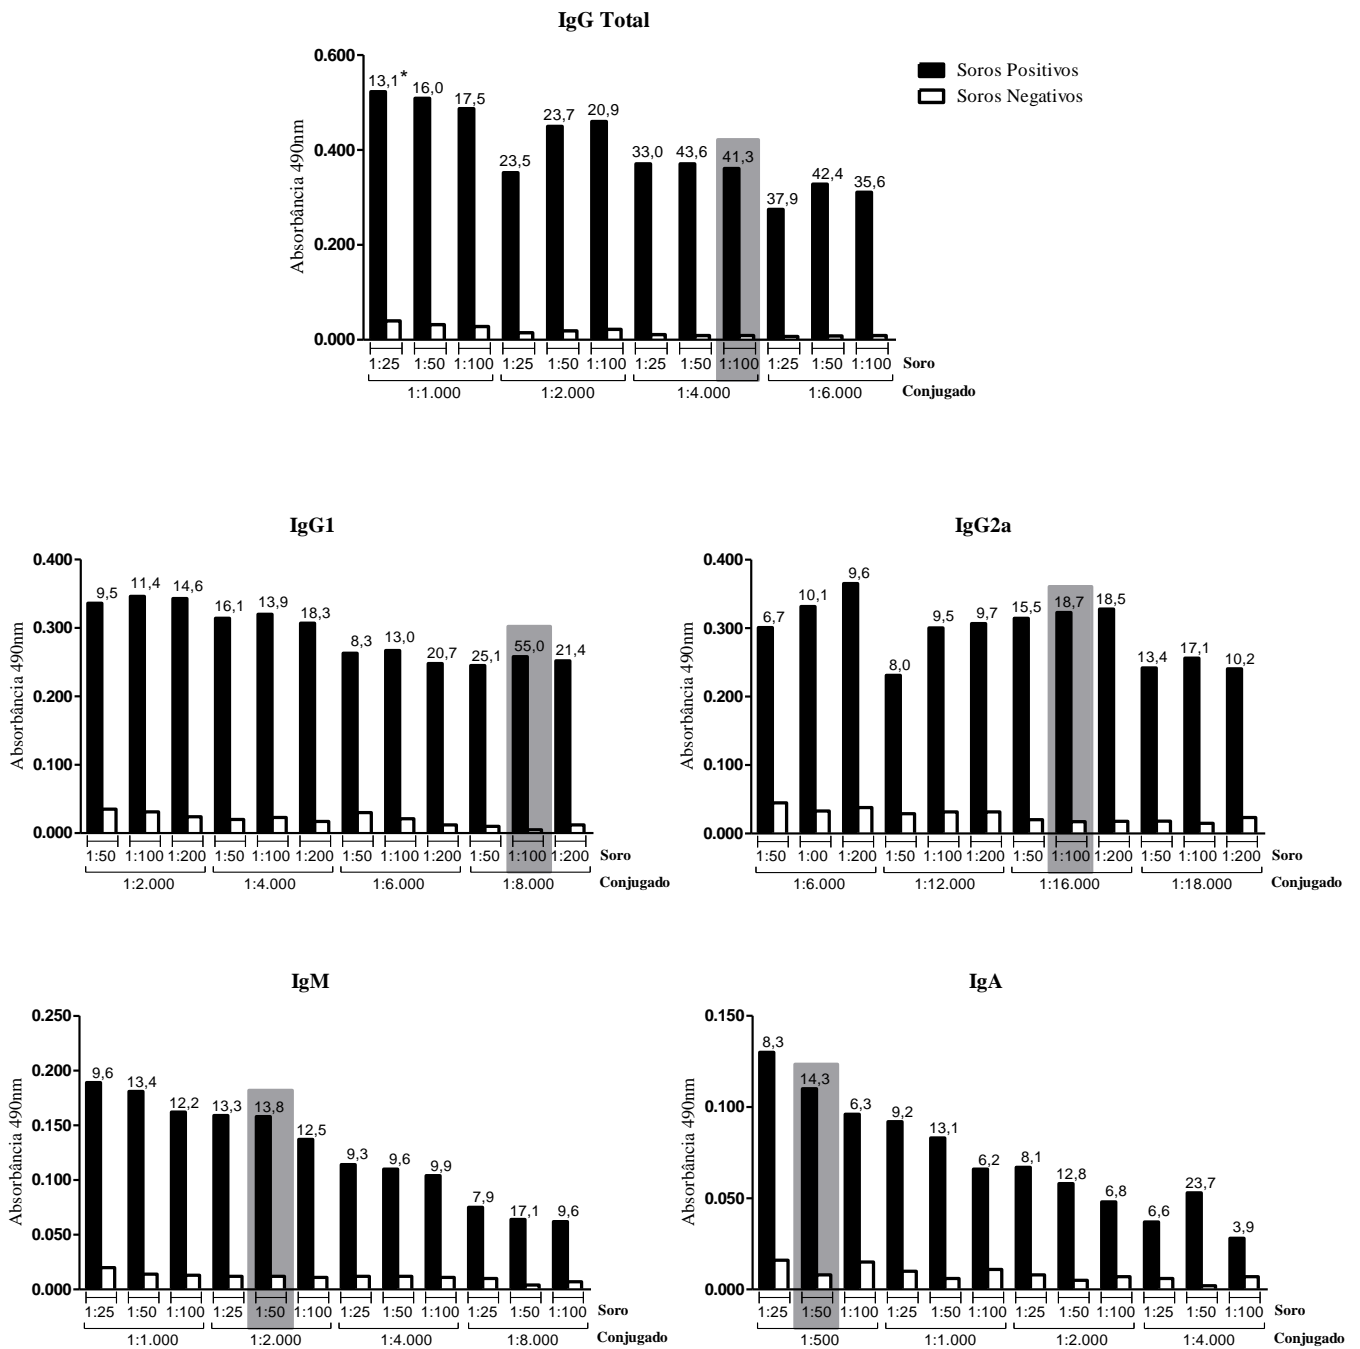 IgG Total
0.600
0.400
0.200
0.000
Absorbância 490nm
13,1* 16,0 17,5 23,5 23,7 20,9 33,0 43,6 41,3 37,9 42,4 35,6
Soros Positivos
Soros Negativos
1:25 1:50 1:100 1:25 1:50 1:100 1:25 1:50 1:100 1:25 1:50 1:100 Soro
1:1.000 1:2.000 1:4.000 1:6.000 Conjugado
IgG1
0.400
0.300
0.200
0.100
0.000
Absorbância 490nm
9,5 11,4 14,6 16,1 13,9 18,3 8,3 13,0 20,7 25,1 55,0 21,4
1:50 1:100 1:200 1:50 1:100 1:200 1:50 1:100 1:200 1:50 1:100 1:200 Soro
1:2.000 1:4.000 1:6.000 1:8.000 Conjugado
IgG2a
0.400
0.300
0.200
0.100
0.000
Absorbância 490nm
6,7 10,1 9,6 8,0 9,5 9,7 15,5 18,7 18,5 13,4 17,1 10,2
1:50 1:00 1:200 1:50 1:100 1:200 1:50 1:100 1:200 1:50 1:100 1:200 Soro
1:6.000 1:12.000 1:16.000 1:18.000 Conjugado
IgM
0.250
0.200
0.150
0.100
0.050
0.000
Absorbância 490nm
9,6 13,4 12,2 13,3 13,8 12,5 9,3 9,6 9,9 7,9 17,1 9,6
1:25 1:50 1:100 1:25 1:50 1:100 1:25 1:50 1:100 1:25 1:50 1:100 Soro
1:1.000 1:2.000 1:4.000 1:8.000 Conjugado
IgA
0.150
0.100
0.050
0.000
Absorbância 490nm
8,3 14,3 6,3 9,2 13,1 6,2 8,1 12,8 6,8 6,6 23,7 3,9
1:25 1:50 1:100 1:25 1:50 1:100 1:25 1:50 1:100 1:25 1:50 1:100 Soro
1:500 1:1.000 1:2.000 1:4.000 Conjugado